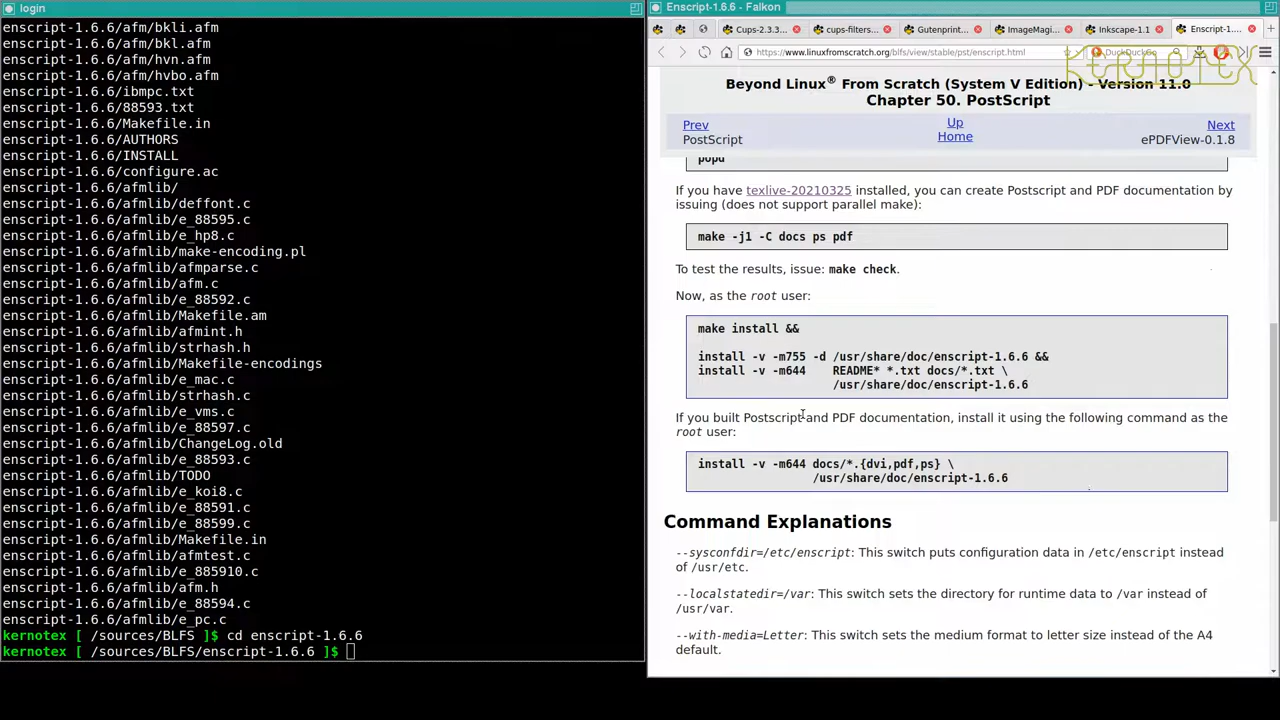 login
enscript-1.6.6/afm/bkli.afm
enscript-1.6.6/afm/bkl.afm
enscript-1.6.6/afm/hvn.afm
enscript-1.6.6/afm/hvbo.afm
enscript-1.6.6/ibmpc.txt
enscript-1.6.6/88593.txt
enscript-1.6.6/Makefile.in
enscript-1.6.6/AUTHORS
enscript-1.6.6/INSTALL
enscript-1.6.6/configure.ac
enscript-1.6.6/afmlib/
enscript-1.6.6/afmlib/deffont.c
enscript-1.6.6/afmlib/e_88595.c
enscript-1.6.6/afmlib/e_hp8.c
enscript-1.6.6/afmlib/make-encoding.pl
enscript-1.6.6/afmlib/afmparse.c
enscript-1.6.6/afmlib/afm.c
enscript-1.6.6/afmlib/e_88592.c
enscript-1.6.6/afmlib/Makefile.am
enscript-1.6.6/afmlib/afmint.h
enscript-1.6.6/afmlib/strhash.h
enscript-1.6.6/afmlib/Makefile-encodings
enscript-1.6.6/afmlib/e_mac.c
enscript-1.6.6/afmlib/strhash.c
enscript-1.6.6/afmlib/e_vms.c
enscript-1.6.6/afmlib/e_88597.c
enscript-1.6.6/afmlib/ChangeLog.old
enscript-1.6.6/afmlib/e_88593.c
enscript-1.6.6/afmlib/TODO
enscript-1.6.6/afmlib/e_koi8.c
enscript-1.6.6/afmlib/e_88591.c
enscript-1.6.6/afmlib/e_88599.c
enscript-1.6.6/afmlib/Makefile.in
enscript-1.6.6/afmlib/afmtest.c
enscript-1.6.6/afmlib/e_885910.c
enscript-1.6.6/afmlib/afm.h
enscript-1.6.6/afmlib/e_88594.c
enscript-1.6.6/afmlib/e_pc.c
kernotex [ /sources/BLFS ]$ cd enscript-1.6.6
kernotex [ /sources/BLFS/enscript-1.6.6 ]$
Enscript-1.6.6 - Falkon
Cups-2.3.3... cups-filters... Gutenprint... ImageMagi... Inkscape-1.1 Enscript-1....
https://www.linuxfromscratch.org/blfs/view/stable/pst/enscript.html DuckDuckGo
KERNOTEX
Beyond Linux® From Scratch (System V Edition) - Version 11.0
Chapter 50. PostScript
Prev Up Next
PostScript Home ePDFView-0.1.8
popd
If you have texlive-20210325 installed, you can create Postscript and PDF documentation by
issuing (does not support parallel make):
make -j1 -C docs ps pdf
To test the results, issue: make check.
Now, as the root user:
make install &&
install -v -m755 -d /usr/share/doc/enscript-1.6.6 &&
install -v -m644 README* *.txt docs/*.txt \
/usr/share/doc/enscript-1.6.6
If you built Postscript and PDF documentation, install it using the following command as the
root user:
install -v -m644 docs/*.{dvi,pdf,ps} \
/usr/share/doc/enscript-1.6.6
Command Explanations
--sysconfdir=/etc/enscript: This switch puts configuration data in /etc/enscript instead
of /usr/etc.
--localstatedir=/var: This switch sets the directory for runtime data to /var instead of
/usr/var.
--with-media=Letter: This switch sets the medium format to letter size instead of the A4
default.